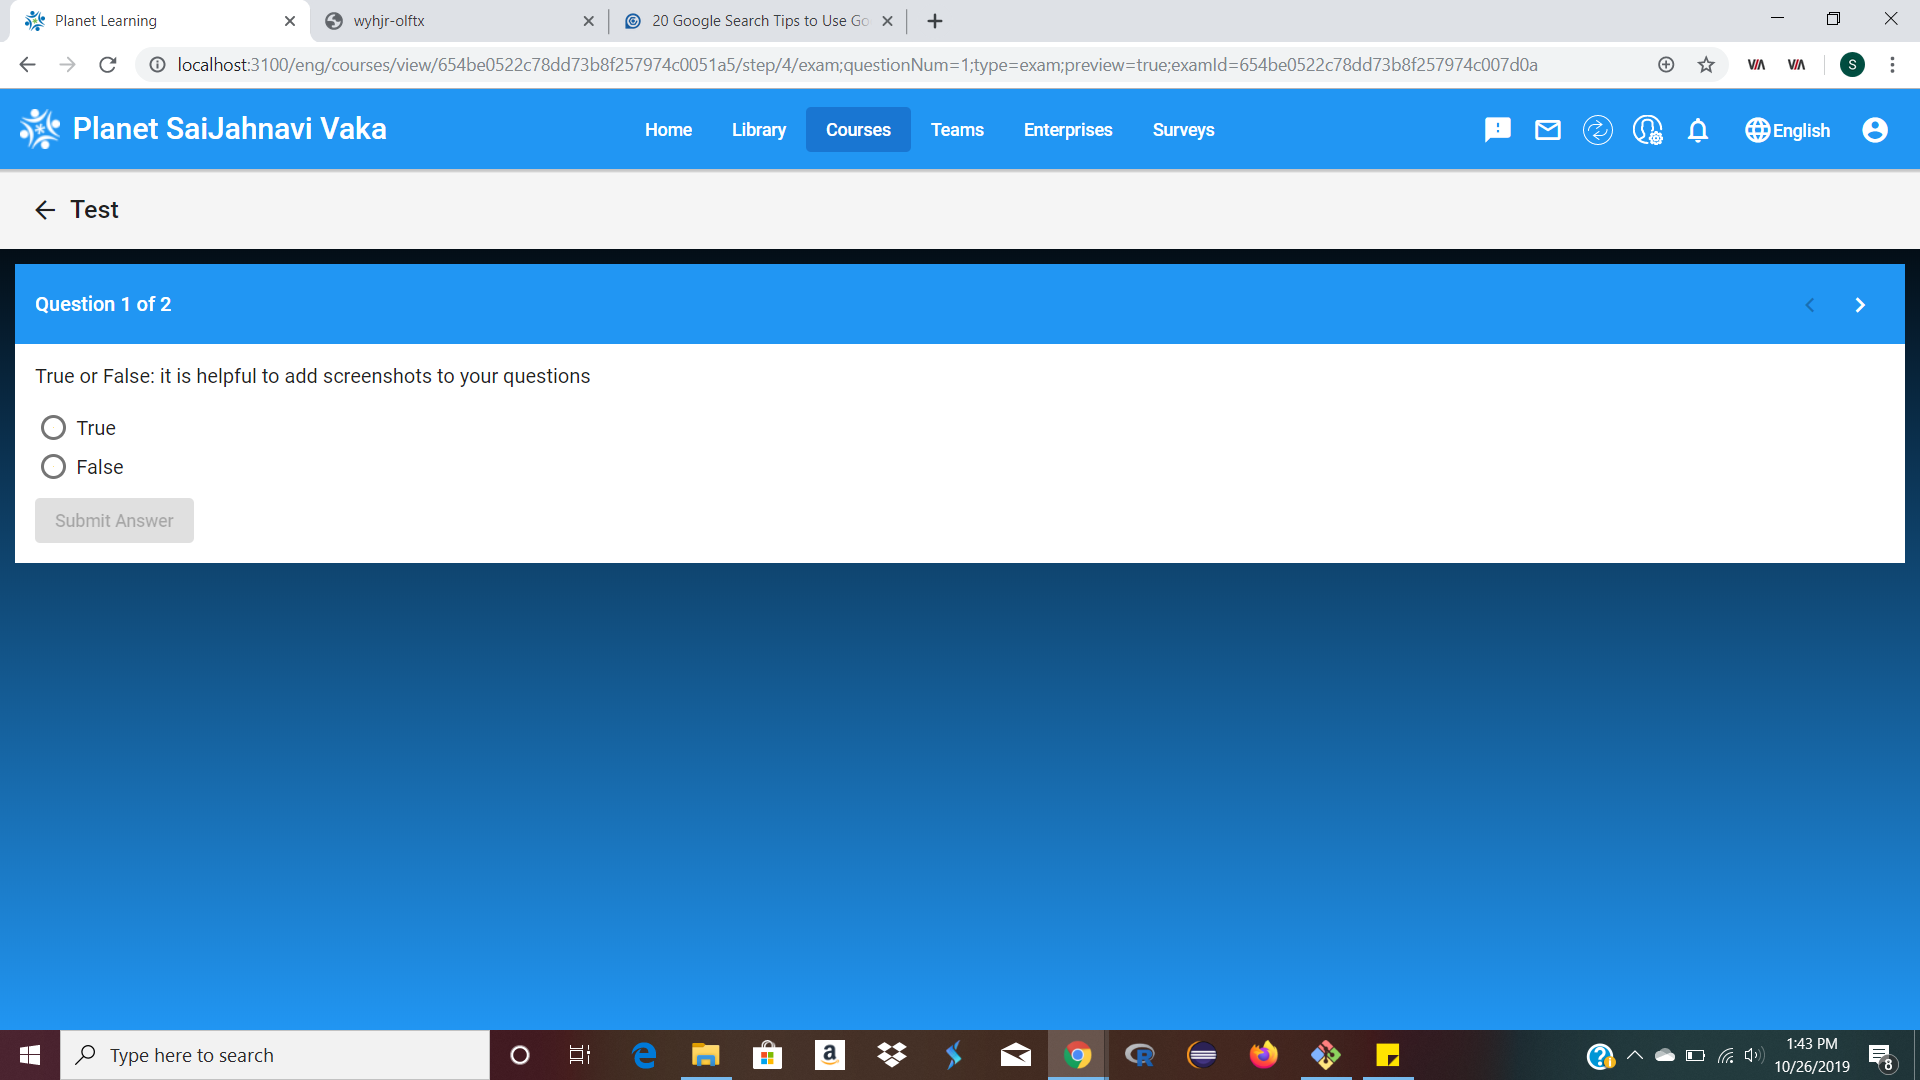 Planet Learning
wyhjr-olftx
20 Google Search Tips to Use Go
localhost:3100/eng/courses/view/654be0522c78dd73b8f257974c0051a5/step/4/exam;questionNum=1;type=exam;preview=true;examId=654be0522c78dd73b8f257974c007d0a
VIA
VIA
S
Planet SaiJahnavi Vaka
Home
Library
Courses
Teams
Enterprises
Surveys
English
Test
Question 1 of 2
True or False: it is helpful to add screenshots to your questions
True
False
Submit Answer
Type here to search
1:43 PM
10/26/2019
8